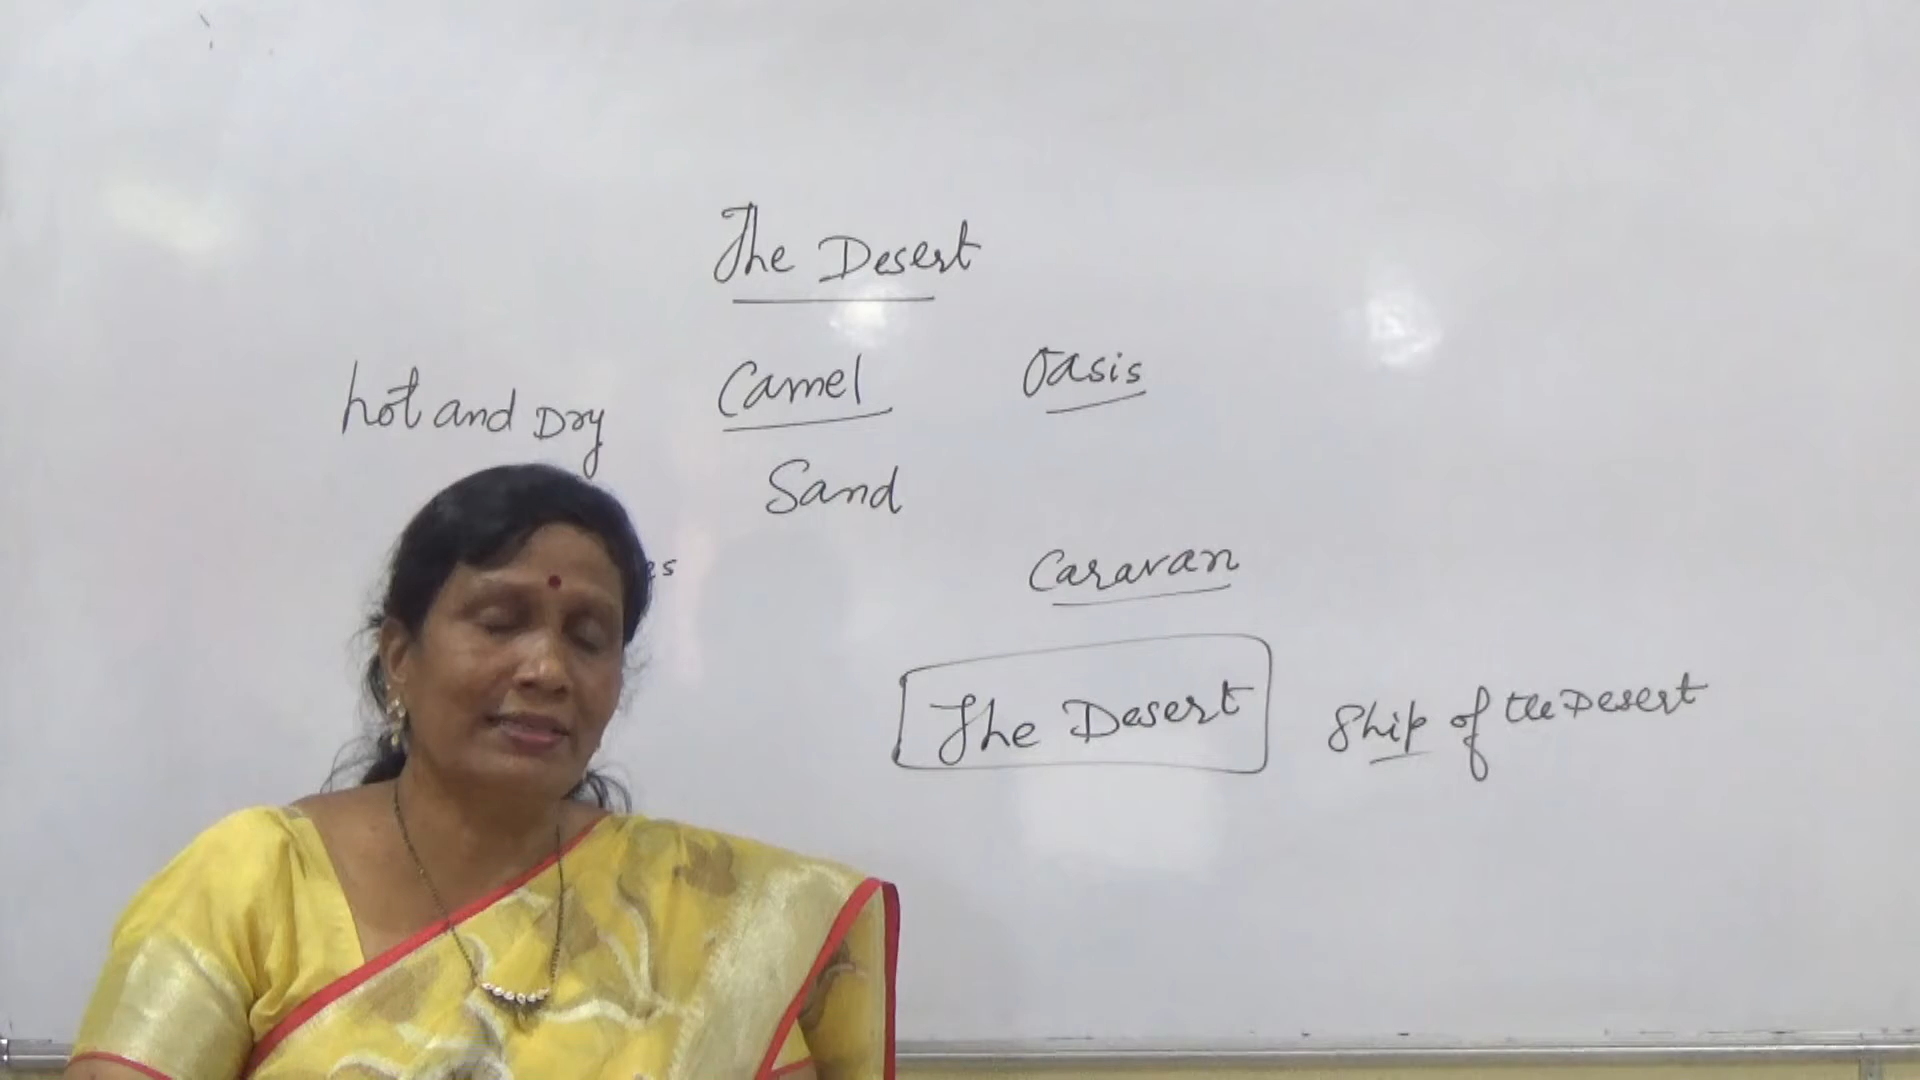 The Desert
hot and Dry Camel Oasis
Sand
Caravan
The Desert Ship of the Desert